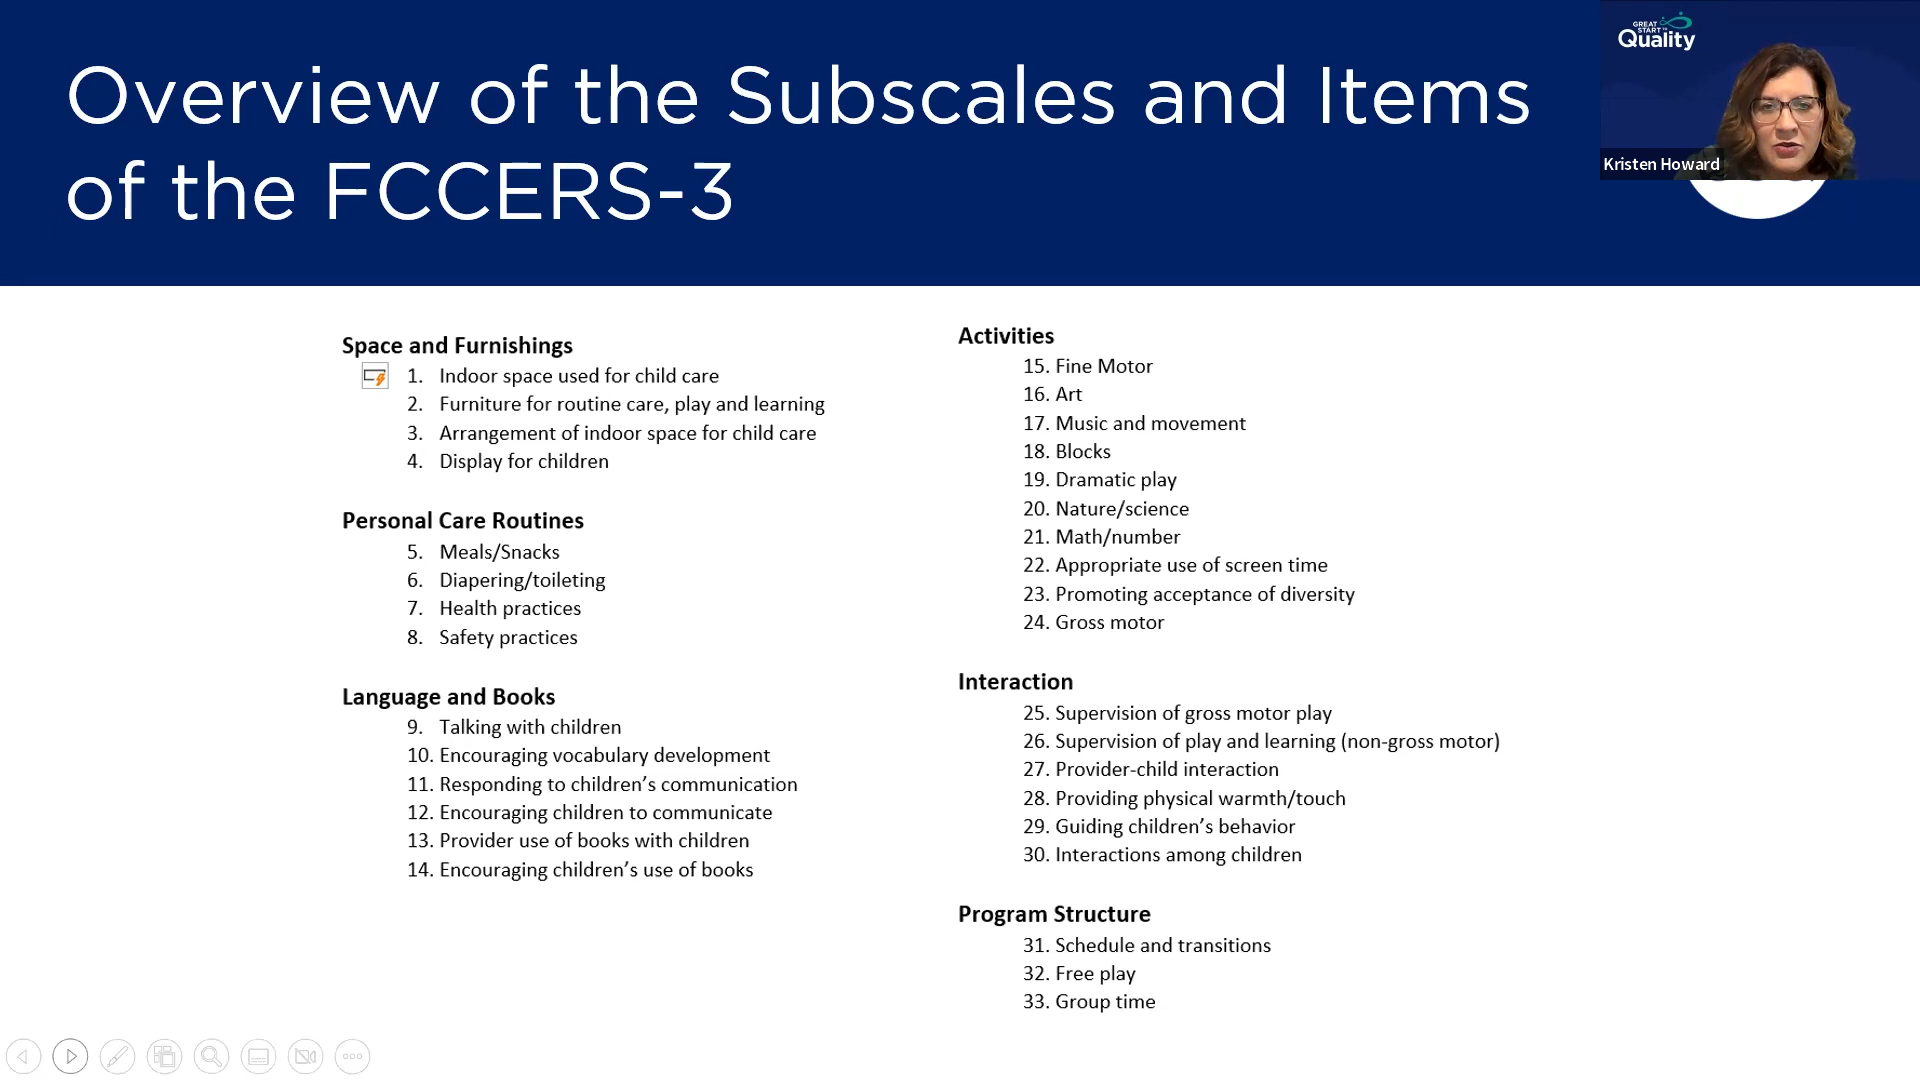 Overview of the Subscales and Items
of the FCCERS-3
GREAT
START TO
Quality
Kristen Howard
Space and Furnishings
1. Indoor space used for child care
2. Furniture for routine care, play and learning
3. Arrangement of indoor space for child care
4. Display for children
Personal Care Routines
5. Meals/Snacks
6. Diapering/toileting
7. Health practices
8. Safety practices
Language and Books
9. Talking with children
10. Encouraging vocabulary development
11. Responding to children’s communication
12. Encouraging children to communicate
13. Provider use of books with children
14. Encouraging children’s use of books
Activities
15. Fine Motor
16. Art
17. Music and movement
18. Blocks
19. Dramatic play
20. Nature/science
21. Math/number
22. Appropriate use of screen time
23. Promoting acceptance of diversity
24. Gross motor
Interaction
25. Supervision of gross motor play
26. Supervision of play and learning (non-gross motor)
27. Provider-child interaction
28. Providing physical warmth/touch
29. Guiding children’s behavior
30. Interactions among children
Program Structure
31. Schedule and transitions
32. Free play
33. Group time